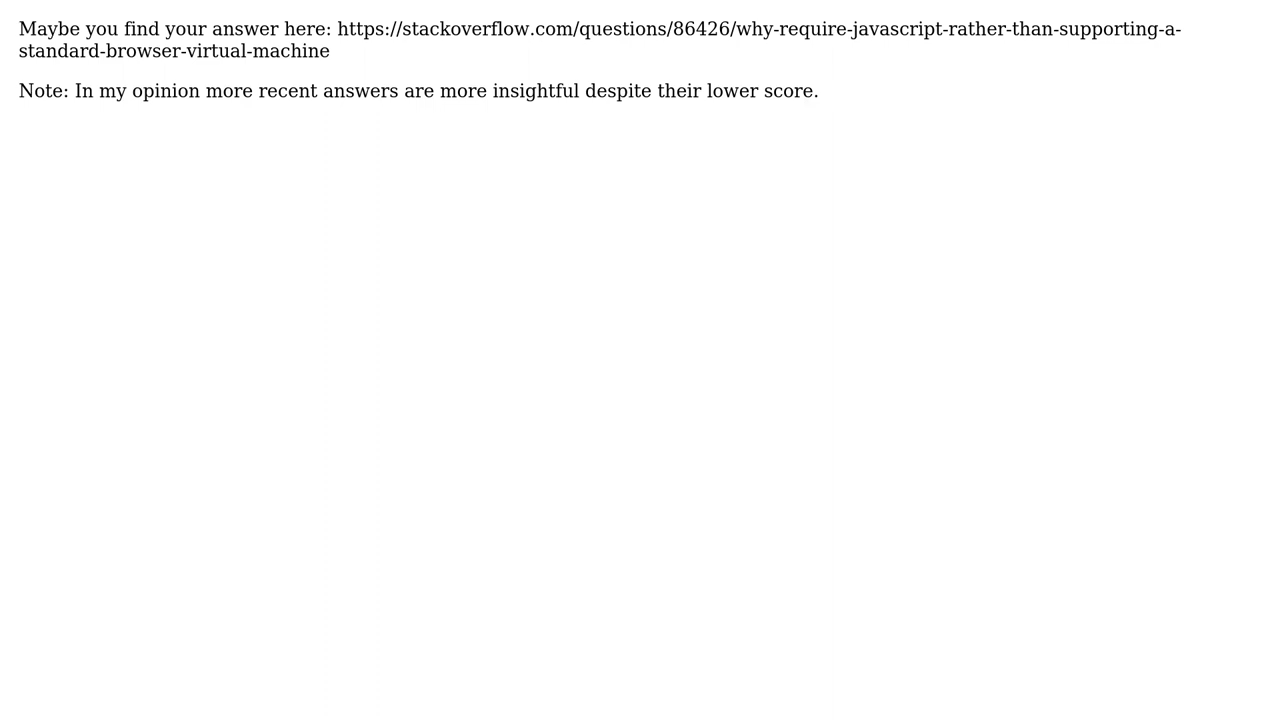 Maybe you find your answer here: https://stackoverflow.com/questions/86426/why-require-javascript-rather-than-supporting-a-
standard-browser-virtual-machine
Note: In my opinion more recent answers are more insightful despite their lower score.